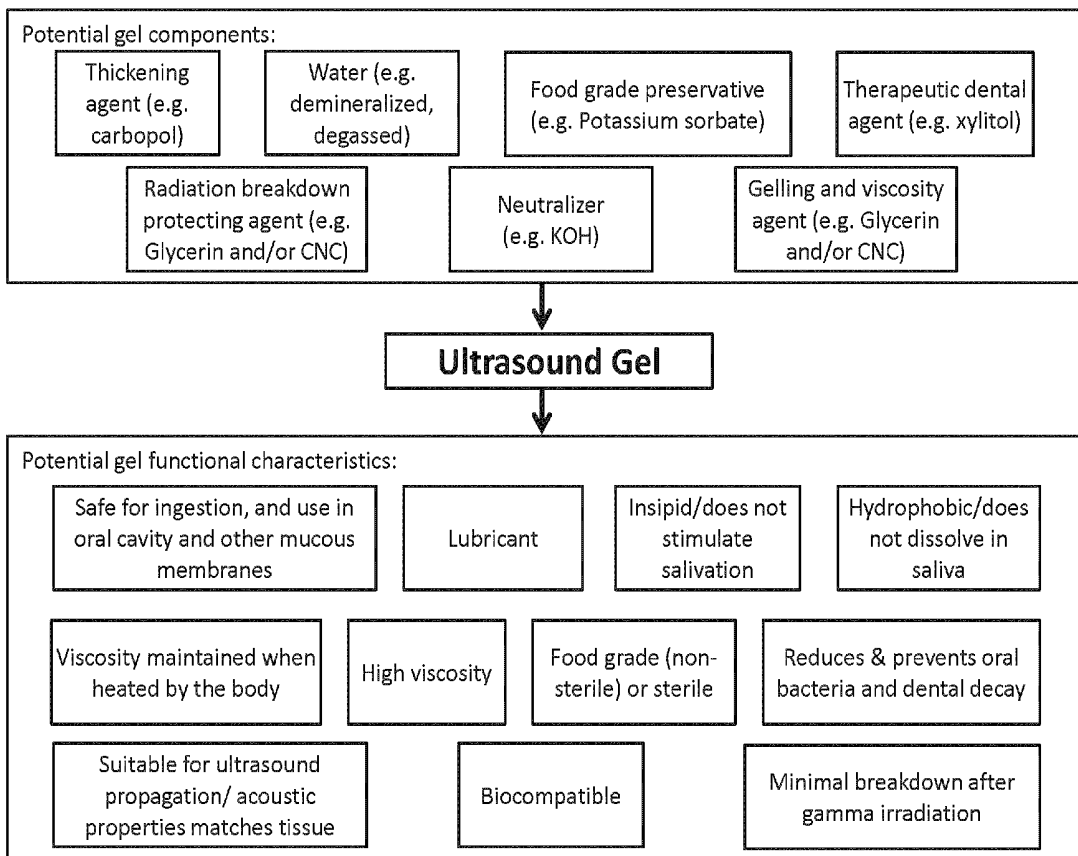 Potential gel components:
Thickening
agent (e.g.
carbopol)
Water (e.g.
demineralized,
degassed)
Food grade preservative
(e.g. Potassium sorbate)
Therapeutic dental
agent (e.g. xylitol)
Radiation breakdown
protecting agent (e.g.
Glycerin and/or CNC)
Neutralizer
(e.g. KOH)
Gelling and viscosity
agent (e.g. Glycerin
and/or CNC)
Ultrasound Gel
Potential gel functional characteristics:
Safe for ingestion, and use in
oral cavity and other mucous
membranes
Lubricant
Insipid/does not
stimulate
salivation
Hydrophobic/does
not dissolve in
saliva
Viscosity maintained when
heated by the body
High viscosity
Food grade (non-
sterile) or sterile
Reduces & prevents oral
bacteria and dental decay
Suitable for ultrasound
propagation/ acoustic
properties matches tissue
Biocompatible
Minimal breakdown after
gamma irradiation